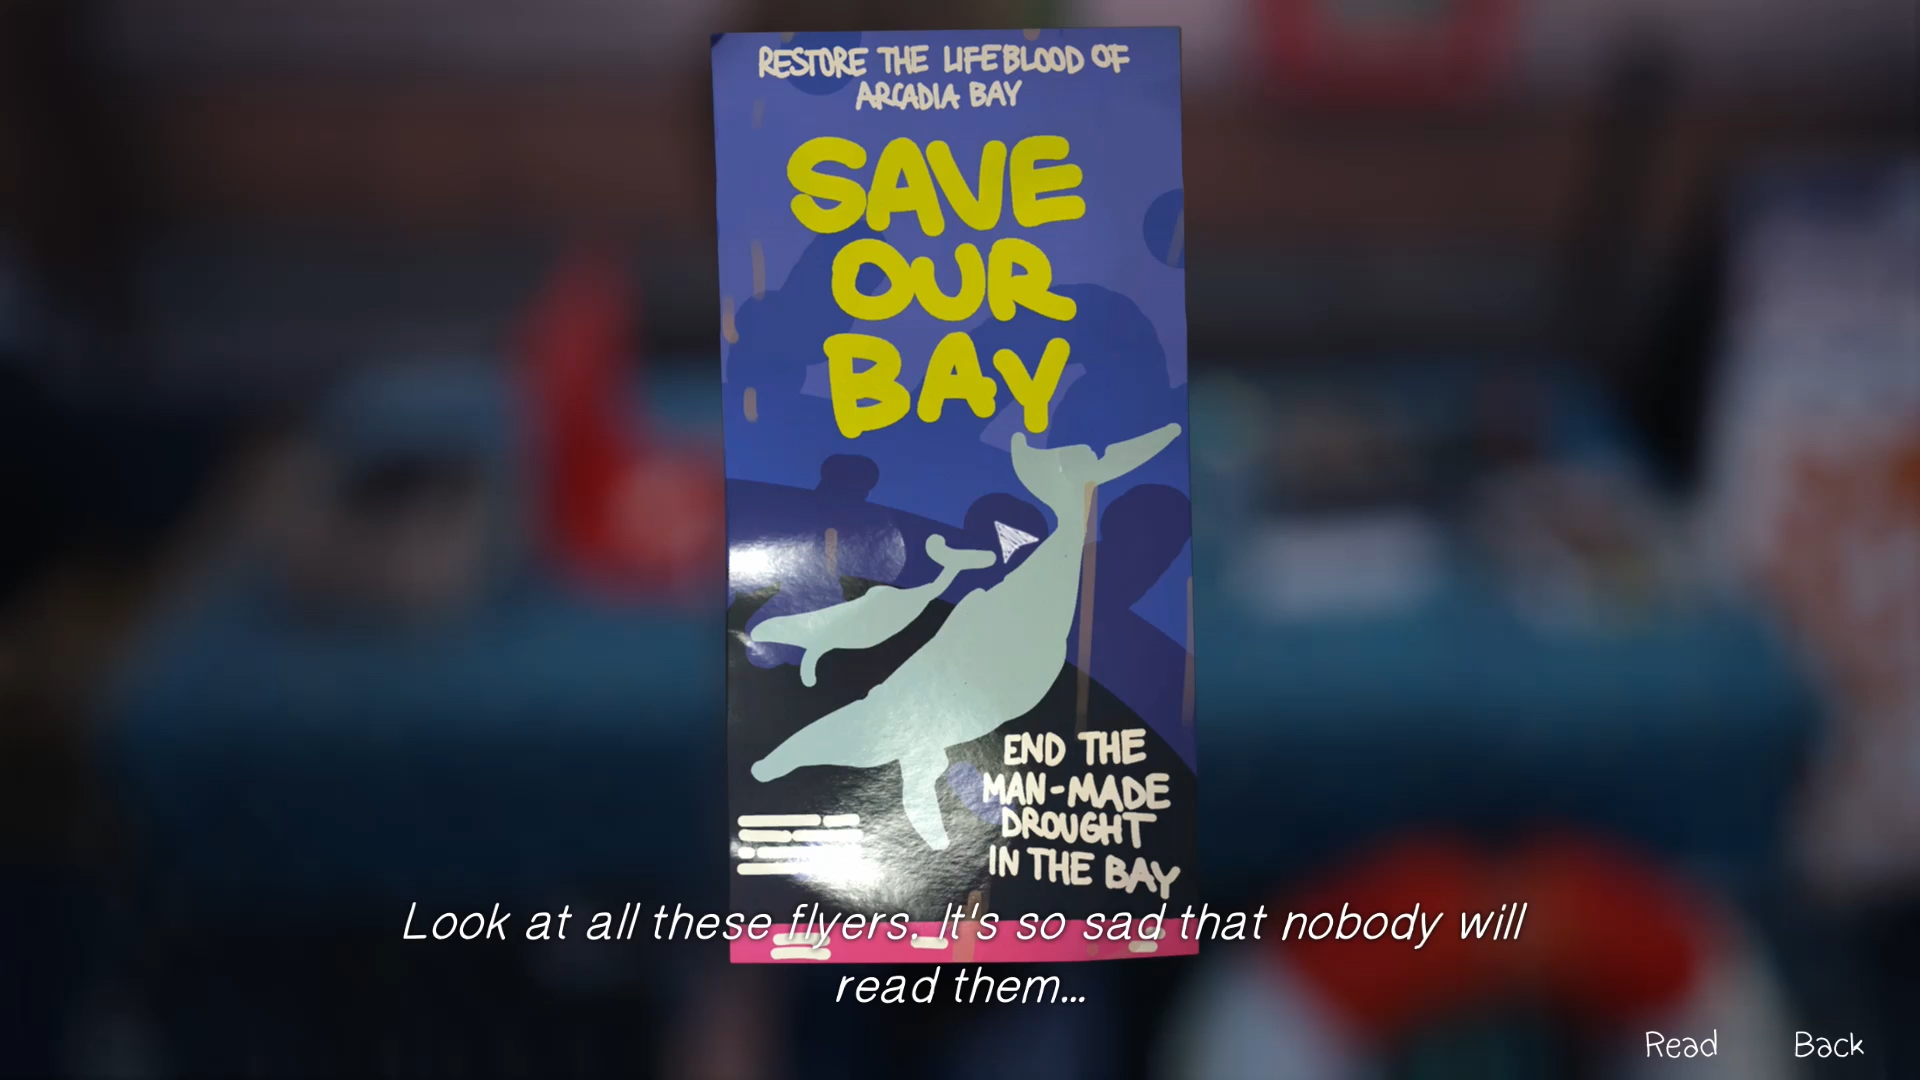 RESTORE THE LIFEBLOOD OF
ARCADIA BAY
SAVE
OUR
BAY
END THE
MAN-MADE
DROUGHT
IN THE BAY
Look at all these flyers. It's so sad that nobody will
read them...
Read Back